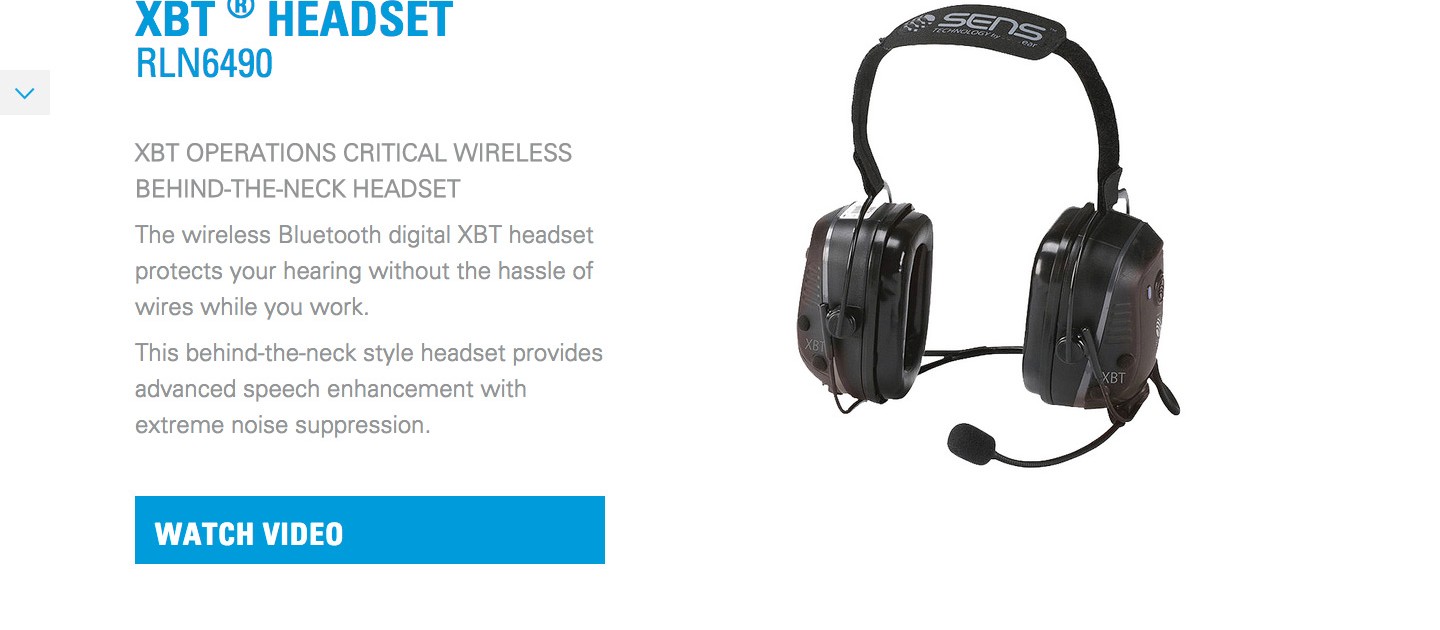 XBT ® HEADSET
RLN6490
XBT OPERATIONS CRITICAL WIRELESS
BEHIND-THE-NECK HEADSET
The wireless Bluetooth digital XBT headset
protects your hearing without the hassle of
wires while you work.
This behind-the-neck style headset provides
advanced speech enhancement with
extreme noise suppression.
WATCH VIDEO
SENS
TECHNOLOGY by
XBT
XBT